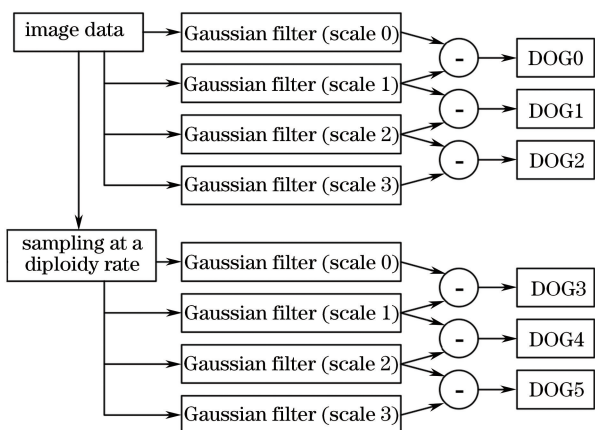 image data
Gaussian filter (scale 0)
-
DOG0
Gaussian filter (scale 1)
-
DOG1
Gaussian filter (scale 2)
-
DOG2
Gaussian filter (scale 3)
sampling at a
diploidy rate
Gaussian filter (scale 0)
-
DOG3
Gaussian filter (scale 1)
-
DOG4
Gaussian filter (scale 2)
-
DOG5
Gaussian filter (scale 3)